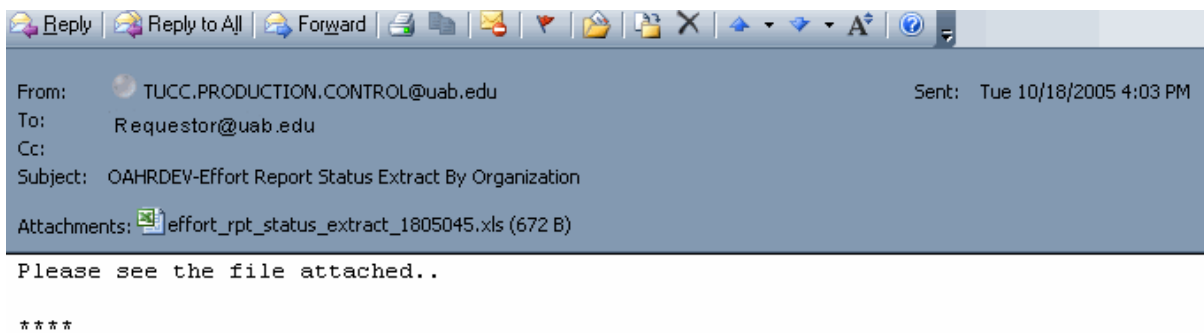 Reply Reply to All Forward A
From: TUCC.PRODUCTION.CONTROL@uab.edu Sent: Tue 10/18/2005 4:03 PM
To: Requestor@uab.edu
Cc:
Subject: OAHRDEV-Effort Report Status Extract By Organization
Attachments: effort_rpt_status_extract_1805045.xls (672 B)
Please see the file attached..
****